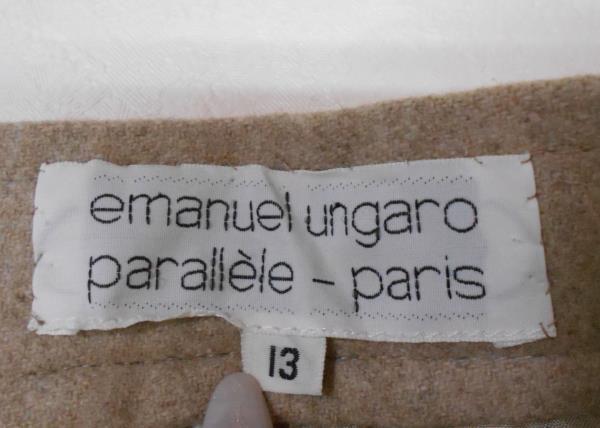 emanuel ungaro
parallèle - paris
13